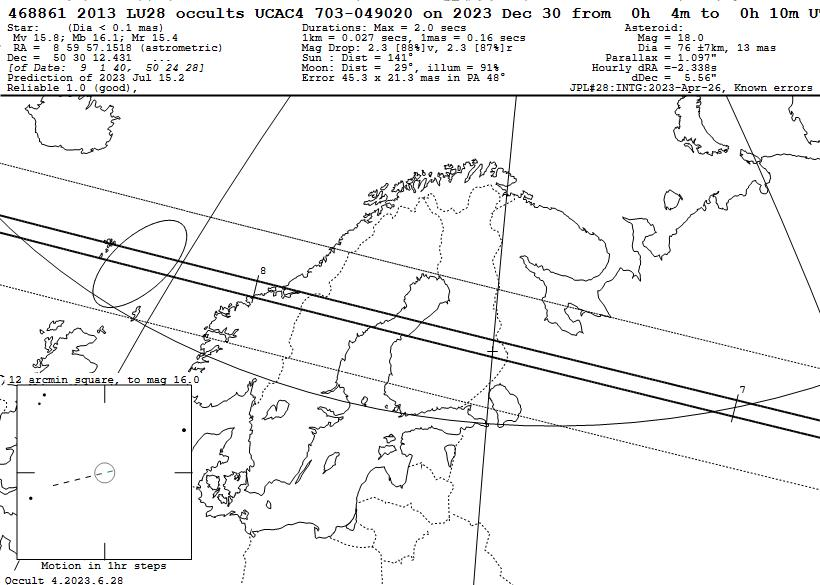 468861 2013 LU28 occults UCAC4 703-049020 on 2023 Dec 30 from 0h 4m to 0h 10m U
Star: (Dia < 0.1 mas) Durations: Max = 2.0 secs Asteroid:
Mv 15.8; Mb 16.1; Mr 15.4 1km = 0.027 secs, 1mas = 0.16 secs Mag = 18.0
RA = 8 59 57.1518 (astrometric) Mag Drop: 2.3 [88%]v, 2.3 [87%]r Dia = 76 ±7km, 13 mas
Dec = 50 30 12.431 ... Sun : Dist = 141° Parallax = 1.097"
[of Date: 9 1 40, 50 24 28] Moon: Dist = 29°, illum = 91% Hourly dRA =-2.338s
Prediction of 2023 Jul 15.2 Error 45.3 x 21.3 mas in PA 48° dDec = 5.56"
Reliable 1.0 (good), JPL#28:INTG:2023-Apr-26, Known errors
8
7
12 arcmin square, to mag 16.0
Motion in 1hr steps
Occult 4.2023.6.28